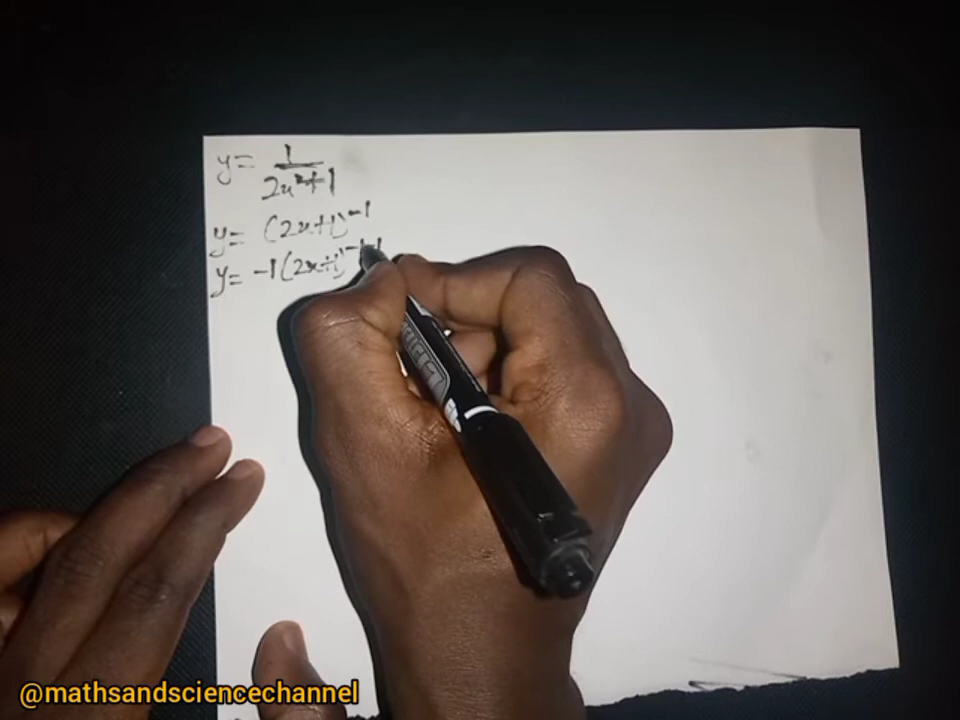 y = 1/(2x²+1)
y = (2x+1)⁻¹
y = -1(2x+1)⁻¹⁻¹
@mathsandsciencechannel